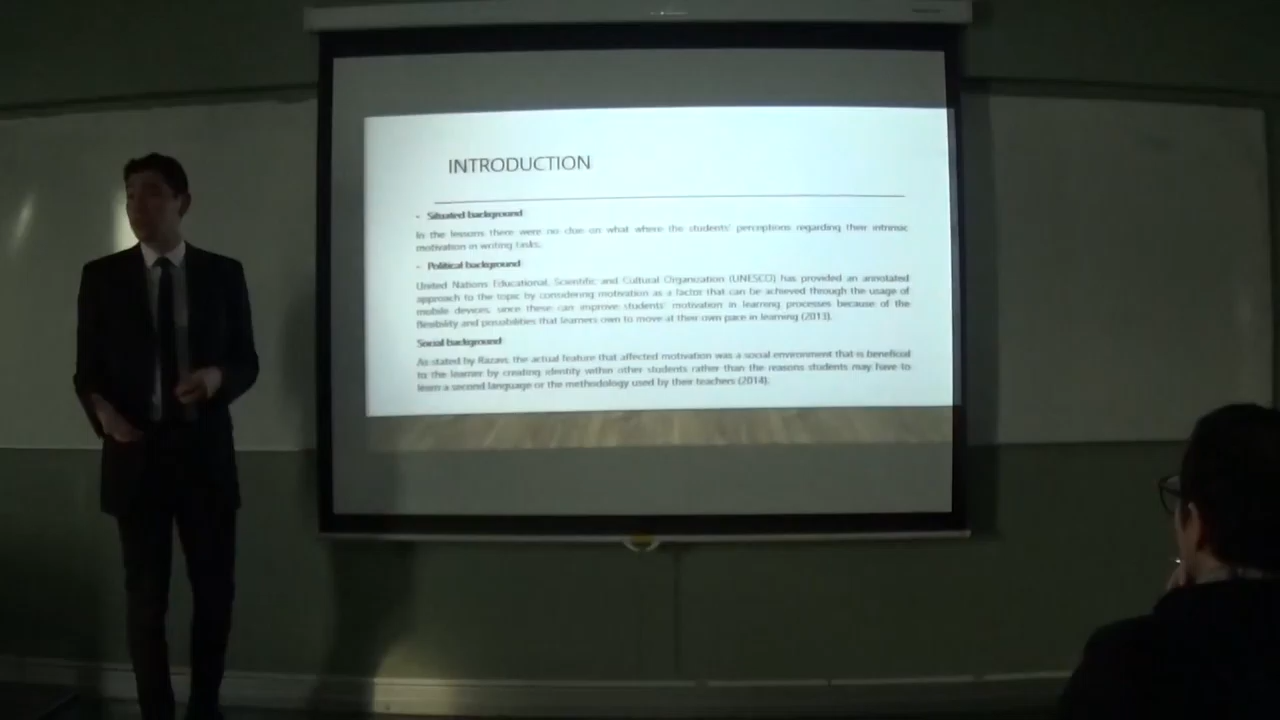 INTRODUCTION
- Situated background
In the lessons there were no clue on what where the students' perceptions regarding their intrinsic
motivation in writing tasks.
- Political background
United Nations Educational, Scientific and Cultural Organization (UNESCO) has provided an annotated
approach to the topic by considering motivation as a factor that can be achieved through the usage of
mobile devices, since these can improve students' motivation in learning processes because of the
flexibility and possibilities that learners own to move at their own pace in learning (2013).
Social background
As stated by Razavi, the actual feature that affected motivation was a social environment that is beneficial
to the learner by creating identity within other students rather than the reasons students may have to
learn a second language or the methodology used by their teachers (2014).